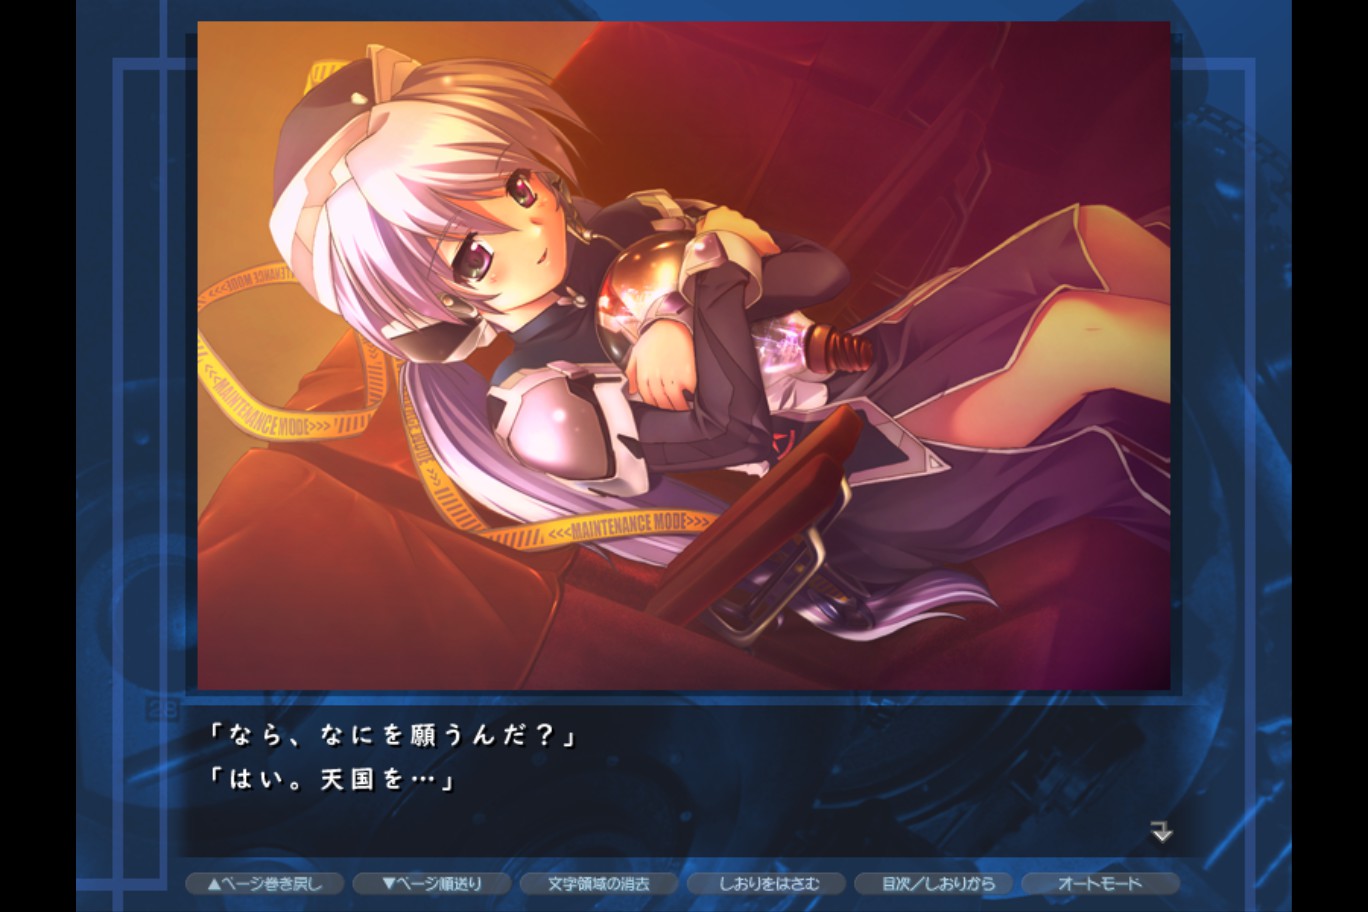 <<<MAINTENANCE MODE>>>
<<<MAINTENANCE MODE>>>
「なら、なにを願うんだ？」
「はい。天国を…」
▲ページ巻き戻し
▼ページ順送り
文字領域の消去
しおりをはさむ
目次／しおりから
オートモード